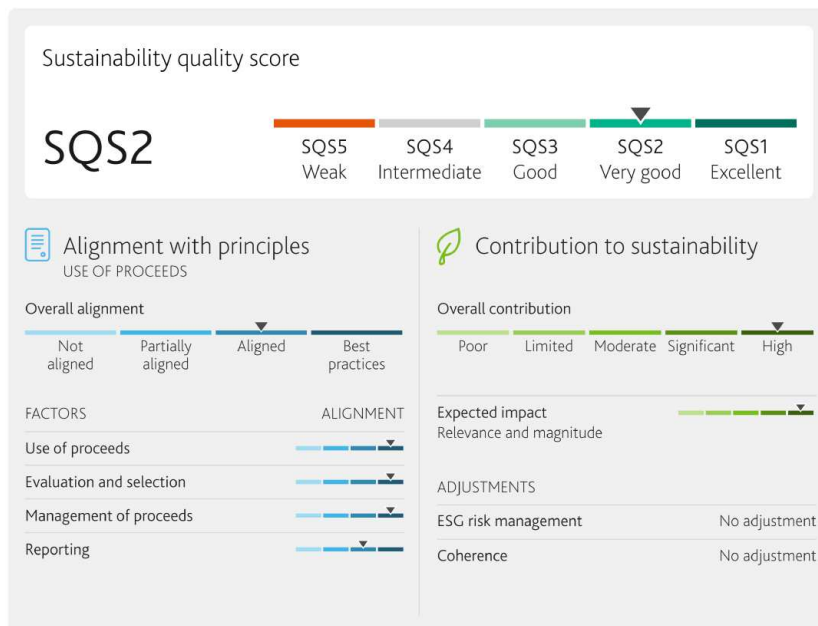 Sustainability quality score
SQS2
SQS5 SQS4 SQS3 SQS2 SQS1
Weak Intermediate Good Very good Excellent
Alignment with principles
USE OF PROCEEDS
Overall alignment
Not aligned
Partially aligned
Aligned
Best practices
FACTORS ALIGNMENT
Use of proceeds
Evaluation and selection
Management of proceeds
Reporting
Contribution to sustainability
Overall contribution
Poor Limited Moderate Significant High
Expected impact
Relevance and magnitude
ADJUSTMENTS
ESG risk management No adjustment
Coherence No adjustment